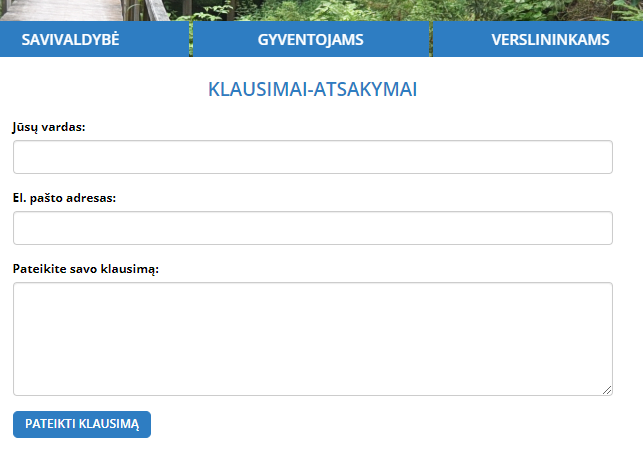 SAVIVALDYBĖ GYVENTOJAMS VERSLININKAMS
KLAUSIMAI-ATSAKYMAI
Jūsų vardas:
El. pašto adresas:
Pateikite savo klausimą:
PATEIKTI KLAUSIMĄ